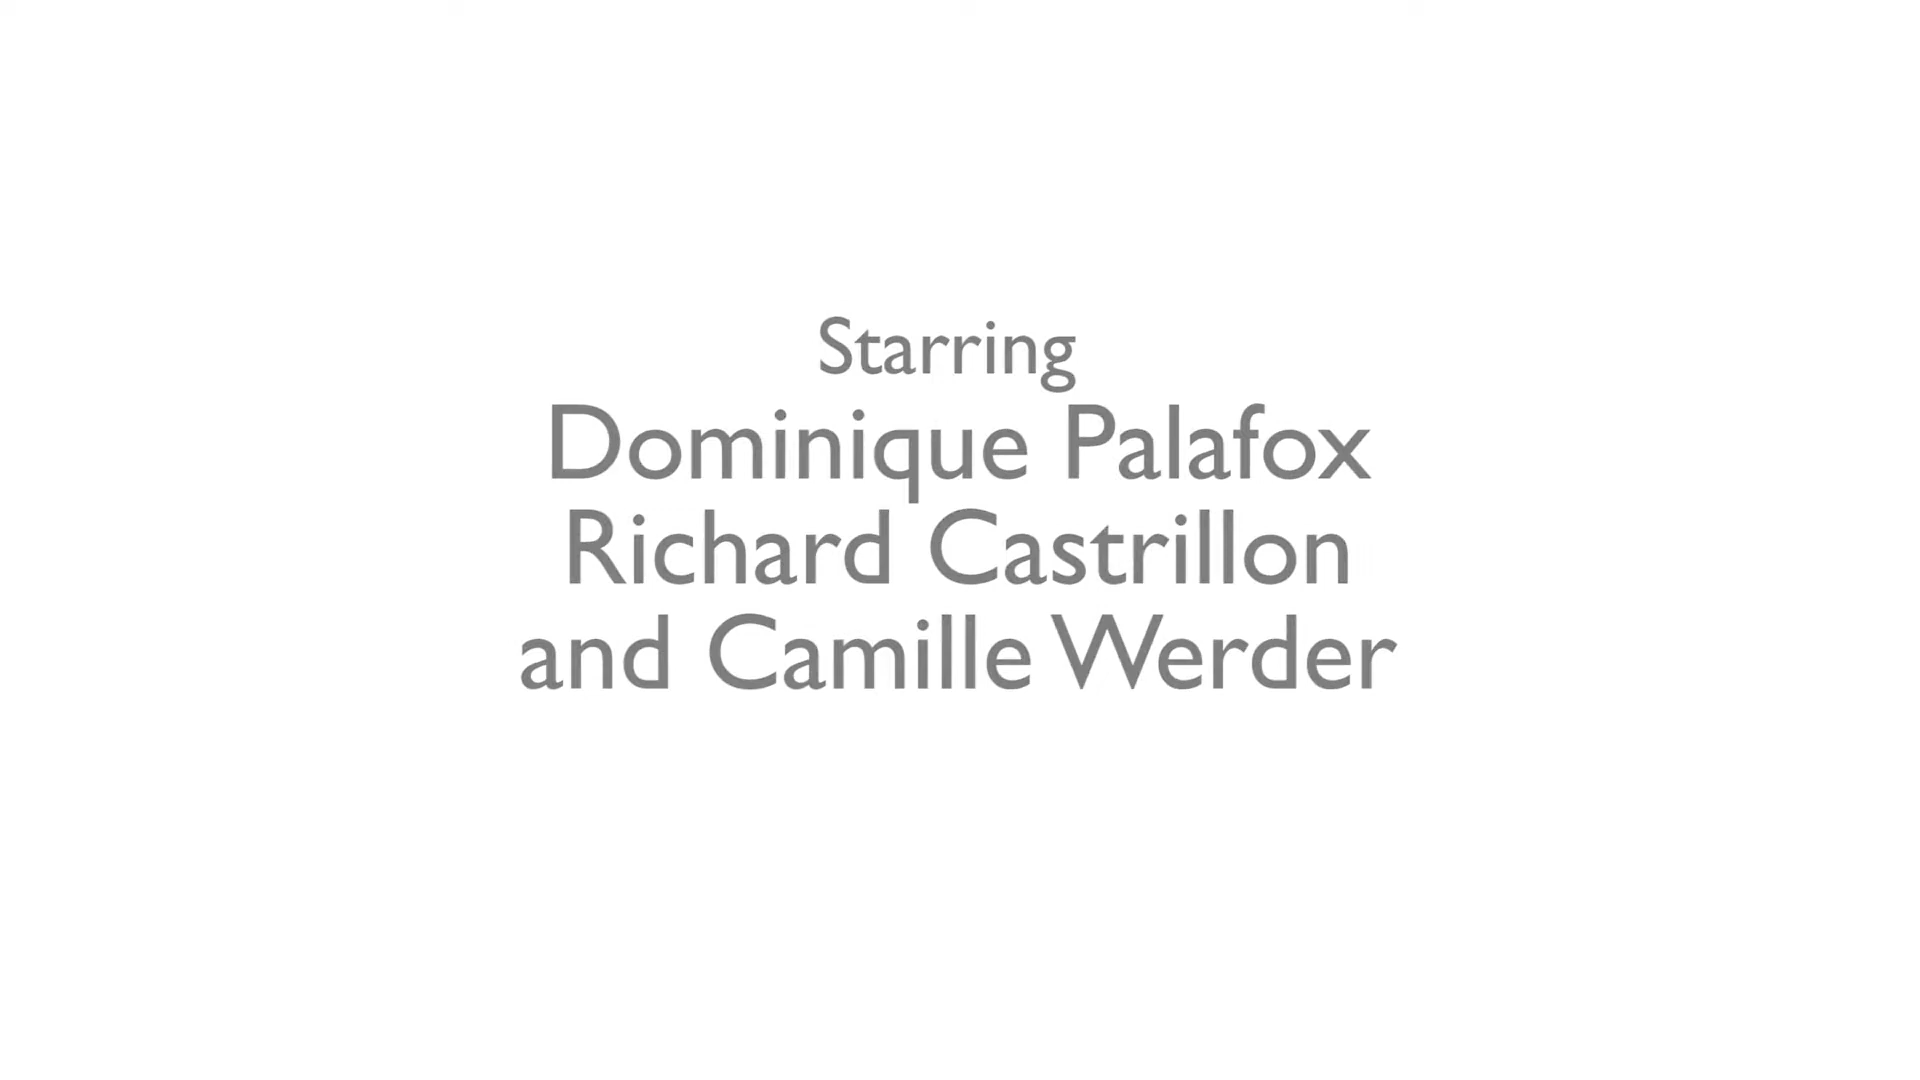 Starring
Dominique Palafox
Richard Castrillon
and Camille Werder